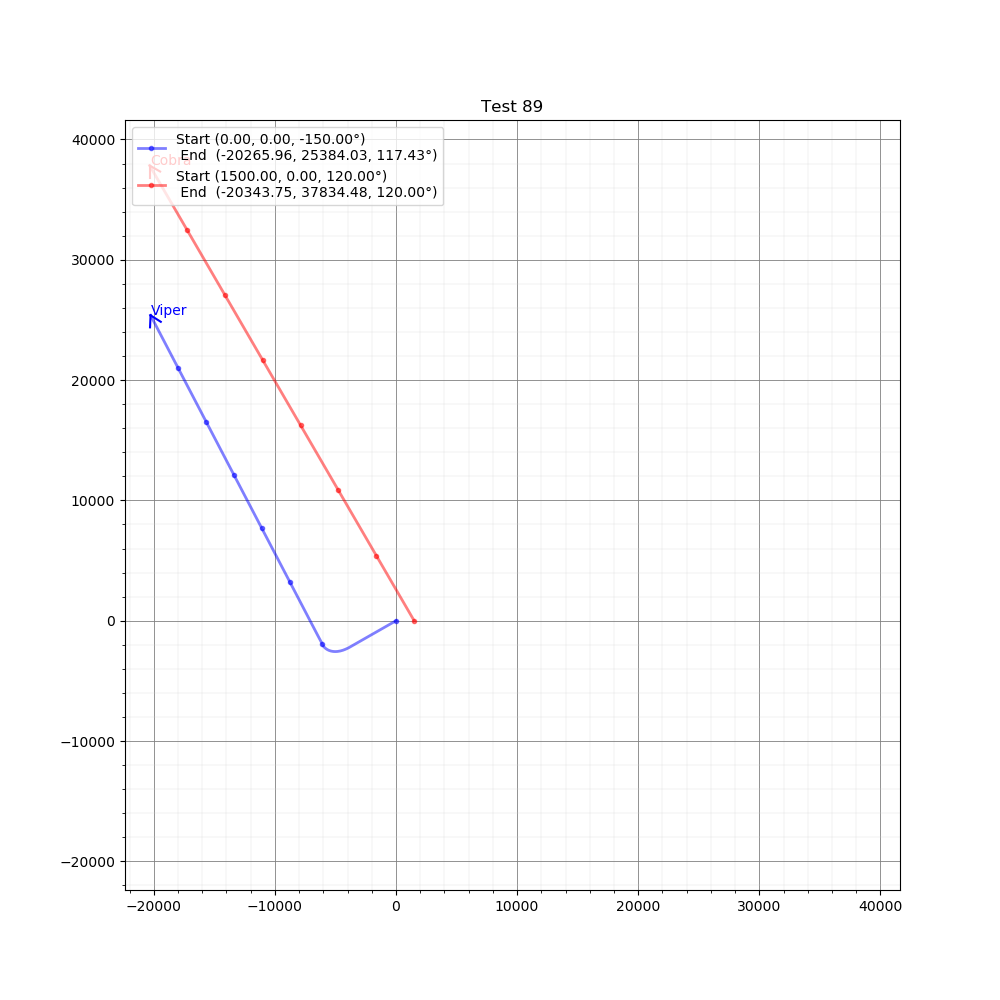 Test 89
40000
30000
20000
10000
0
−10000
−20000
Start (0.00, 0.00, -150.00°)
End (-20265.96, 25384.03, 117.43°)
Start (1500.00, 0.00, 120.00°)
End (-20343.75, 37834.48, 120.00°)
Cobra
Viper
−20000 −10000 0 10000 20000 30000 40000